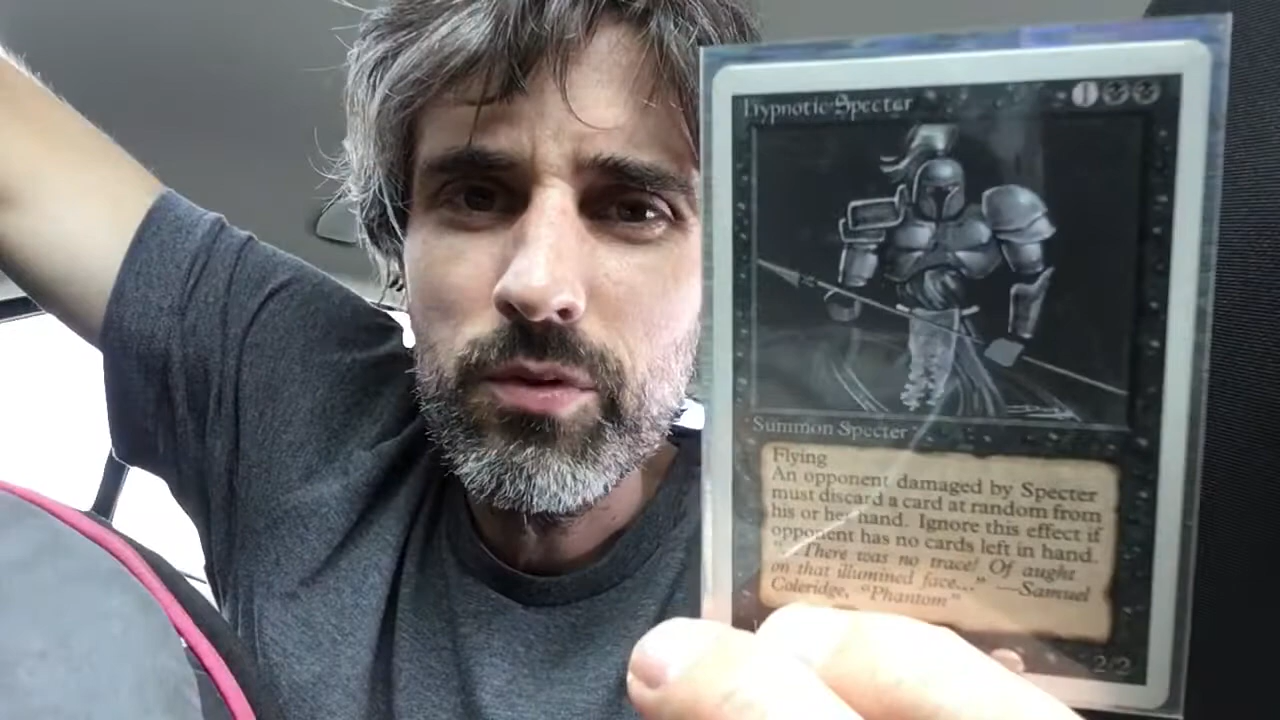 Hypnotic Specter
1
Summon Specter
Flying
An opponent damaged by Specter
must discard a card at random from
his or her hand. Ignore this effect if
opponent has no cards left in hand.
"...There was no trace! Of aught
on that illumined face..." —Samuel
Coleridge, "Phantom"
2/2